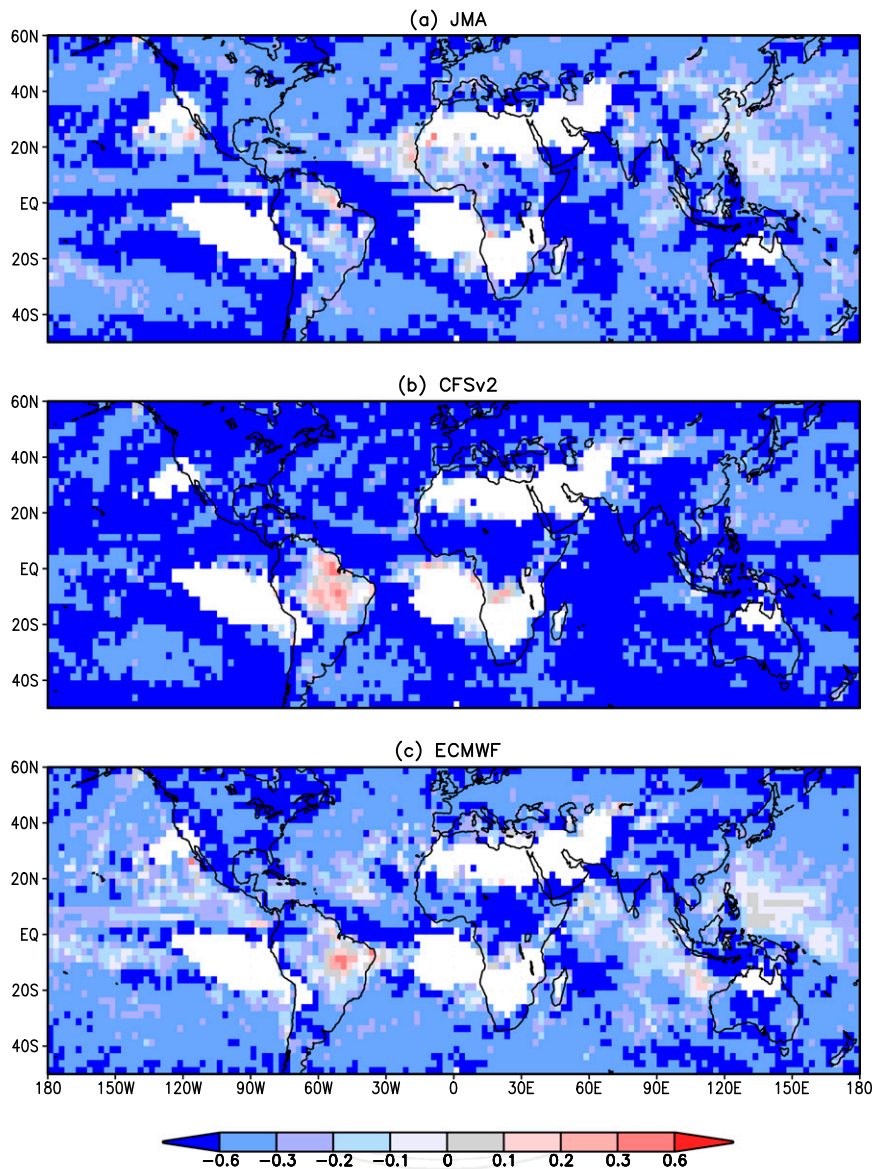 (a) JMA
60N
40N
20N
EQ
20S
40S
(b) CFSv2
60N
40N
20N
EQ
20S
40S
(c) ECMWF
60N
40N
20N
EQ
20S
40S
180 150W 120W 90W 60W 30W 0 30E 60E 90E 120E 150E 180
-0.6 -0.3 -0.2 -0.1 0 0.1 0.2 0.3 0.6